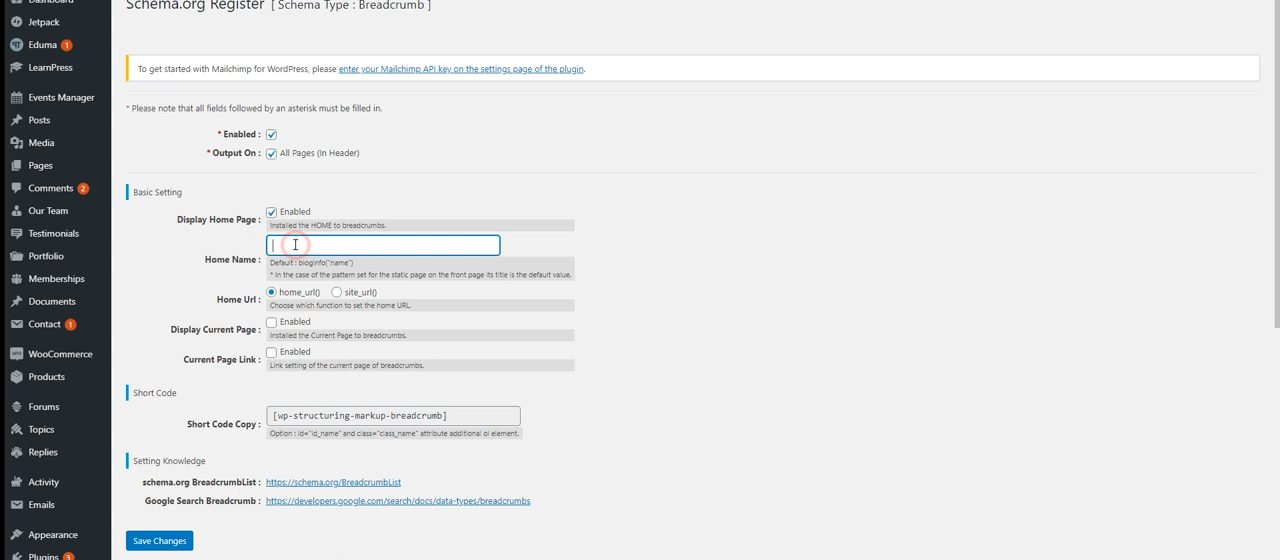 Dashboard
Jetpack
Eduma 1
LearnPress
Events Manager
Posts
Media
Pages
Comments 2
Our Team
Testimonials
Portfolio
Memberships
Documents
Contact 1
WooCommerce
Products
Forums
Topics
Replies
Activity
Emails
Appearance
Plugins 3
Schema.org Register [ Schema Type : Breadcrumb ]
To get started with Mailchimp for WordPress, please enter your Mailchimp API key on the settings page of the plugin.
* Please note that all fields followed by an asterisk must be filled in.
* Enabled :
* Output On : All Pages (In Header)
Basic Setting
Display Home Page : Enabled
Installed the HOME to breadcrumbs.
Home Name :
Default : bloginfo("name")
* In the case of the pattern set for the static page on the front page its title is the default value.
Home Url : home_url() site_url()
Choose which function to set the home URL.
Display Current Page : Enabled
Installed the Current Page to breadcrumbs.
Current Page Link : Enabled
Link setting of the current page of breadcrumbs.
Short Code
Short Code Copy : [wp-structuring-markup-breadcrumb]
Option : id="id_name" and class="class_name" attribute additional ol element.
Setting Knowledge
schema.org BreadcrumbList : https://schema.org/BreadcrumbList
Google Search Breadcrumb : https://developers.google.com/search/docs/data-types/breadcrumbs
Save Changes